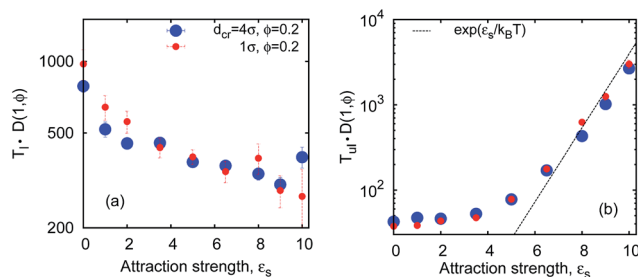 T_l · D(1,ϕ)
1000
500
200
d_cr=4σ, ϕ=0.2
1σ, ϕ=0.2
(a)
0 2 4 6 8 10
Attraction strength, ε_s
T_ul · D(1,ϕ)
10^4
10^3
10^2
exp(ε_s/k_BT)
(b)
0 2 4 6 8 10
Attraction strength, ε_s